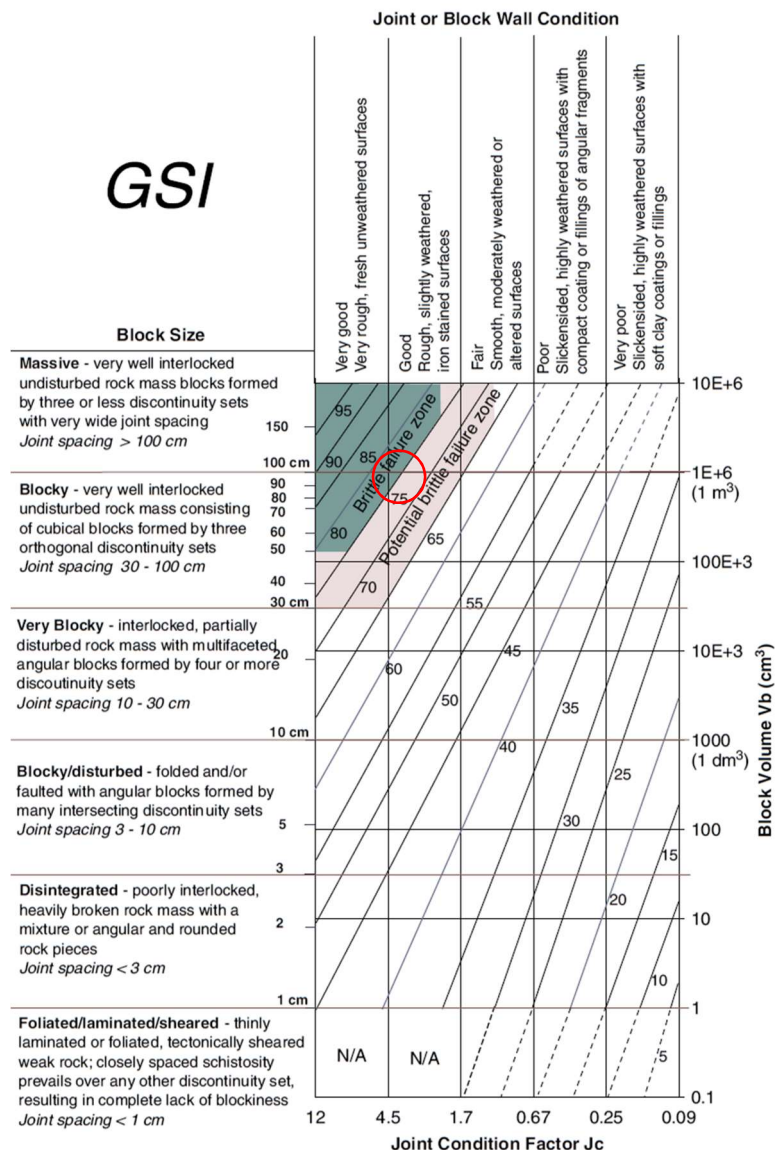 Joint or Block Wall Condition
GSI
Very good
Very rough, fresh unweathered surfaces
Good
Rough, slightly weathered,
iron stained surfaces
Fair
Smooth, moderately weathered or
altered surfaces
Poor
Slickensided, highly weathered surfaces with
compact coating or fillings of angular fragments
Very poor
Slickensided, highly weathered surfaces with
soft clay coatings or fillings
Block Size
Massive - very well interlocked
undisturbed rock mass blocks formed
by three or less discontinuity sets
with very wide joint spacing
Joint spacing > 100 cm
Blocky - very well interlocked
undisturbed rock mass consisting
of cubical blocks formed by three
orthogonal discontinuity sets
Joint spacing 30 - 100 cm
Very Blocky - interlocked, partially
disturbed rock mass with multifaceted
angular blocks formed by four or more
discoutinuity sets
Joint spacing 10 - 30 cm
Blocky/disturbed - folded and/or
faulted with angular blocks formed by
many intersecting discontinuity sets
Joint spacing 3 - 10 cm
Disintegrated - poorly interlocked,
heavily broken rock mass with a
mixture or angular and rounded
rock pieces
Joint spacing < 3 cm
Foliated/laminated/sheared - thinly
laminated or foliated, tectonically sheared
weak rock; closely spaced schistosity
prevails over any other discontinuity set,
resulting in complete lack of blockiness
Joint spacing < 1 cm
150
100 cm
90
80
70
60
50
40
30 cm
20
10 cm
5
3
2
1 cm
95
90
85
80
75
70
65
60
55
50
45
40
35
30
25
20
15
10
5
Brittle failure zone
Potential brittle failure zone
N/A
N/A
10E+6
1E+6
(1 m³)
100E+3
10E+3
1000
(1 dm³)
100
10
1
0.1
Block Volume Vb (cm³)
12 4.5 1.7 0.67 0.25 0.09
Joint Condition Factor Jc